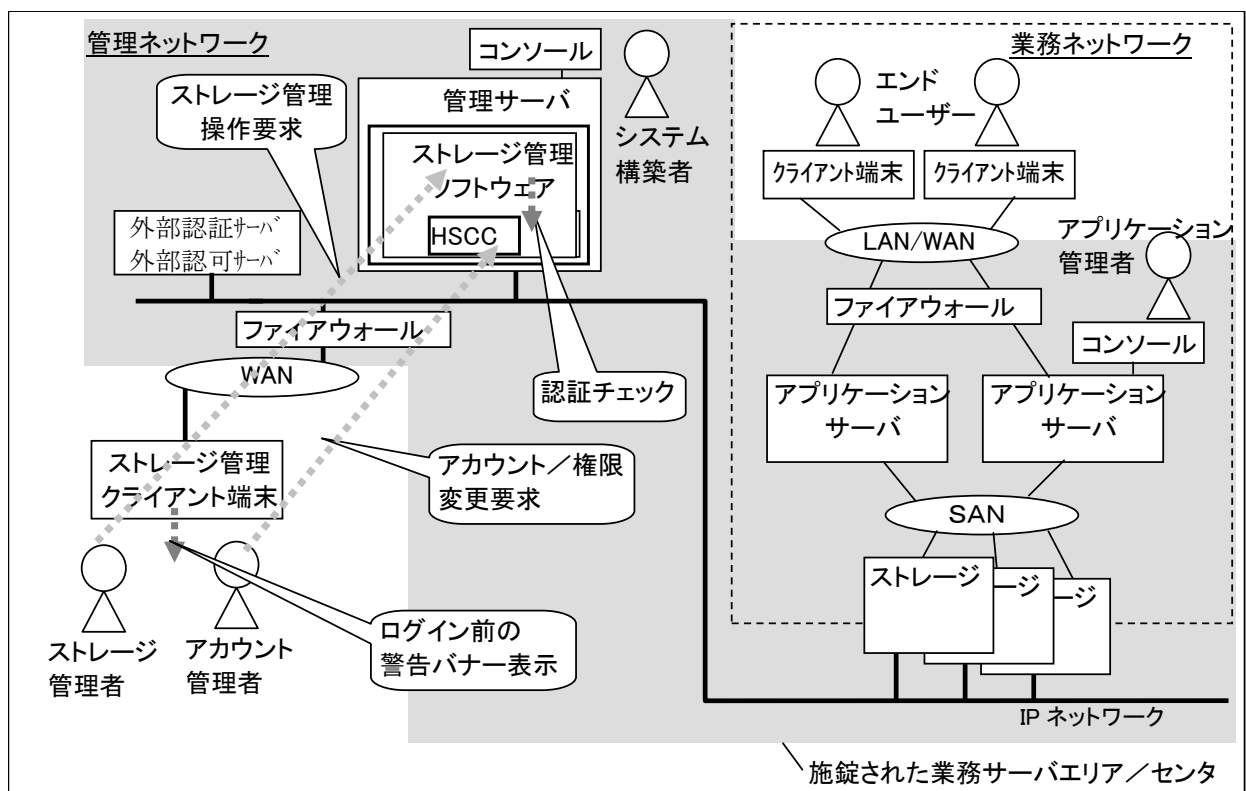 管理ネットワーク
コンソール
管理サーバ
システム
構築者
ストレージ管理
操作要求
ストレージ管理
ソフトウェア
HSCC
外部認証ｻｰﾊﾞ
外部認可ｻｰﾊﾞ
ファイアウォール
WAN
認証チェック
ストレージ管理
クライアント端末
アカウント／権限
変更要求
ログイン前の
警告バナー表示
ストレージ
管理者
アカウント
管理者
業務ネットワーク
エンド
ユーザー
ｸﾗｲｱﾝﾄ端末
ｸﾗｲｱﾝﾄ端末
LAN/WAN
アプリケーション
管理者
ファイアウォール
コンソール
アプリケーション
サーバ
アプリケーション
サーバ
SAN
ストレージ
ージ
ージ
IP ネットワーク
施錠された業務サーバエリア／センタ